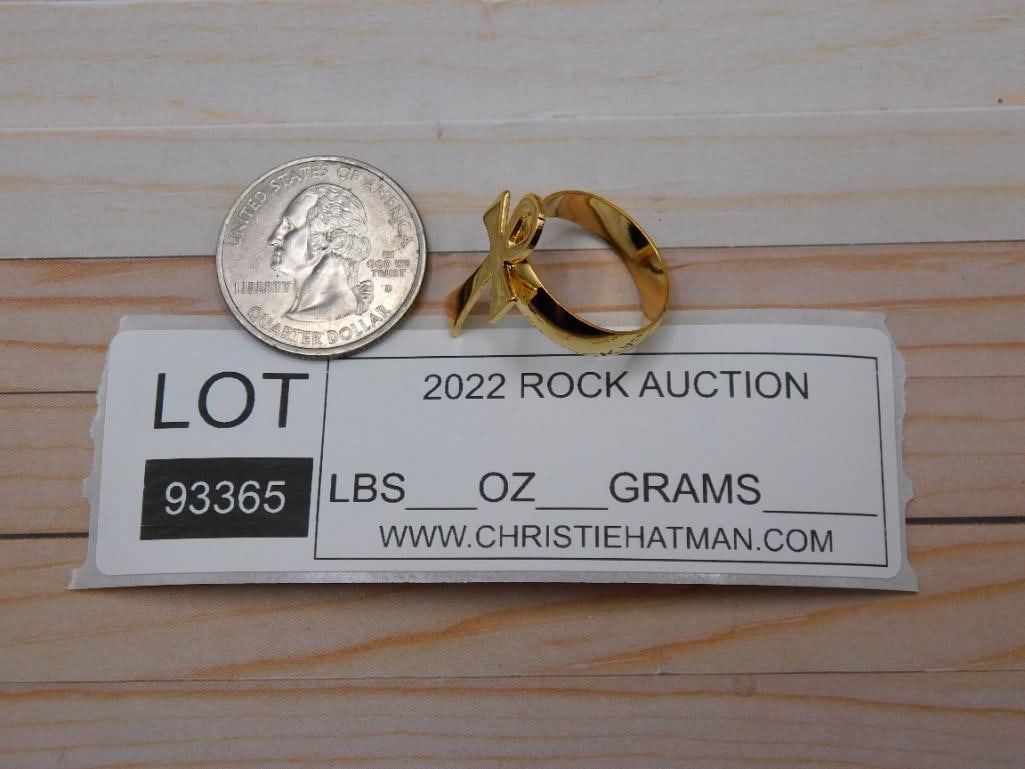 UNITED STATES OF AMERICA
IN
GOD WE
TRUST
LIBERTY
D
QUARTER DOLLAR
LOT
93365
2022 ROCK AUCTION
LBS____OZ____GRAMS______
WWW.CHRISTIEHATMAN.COM